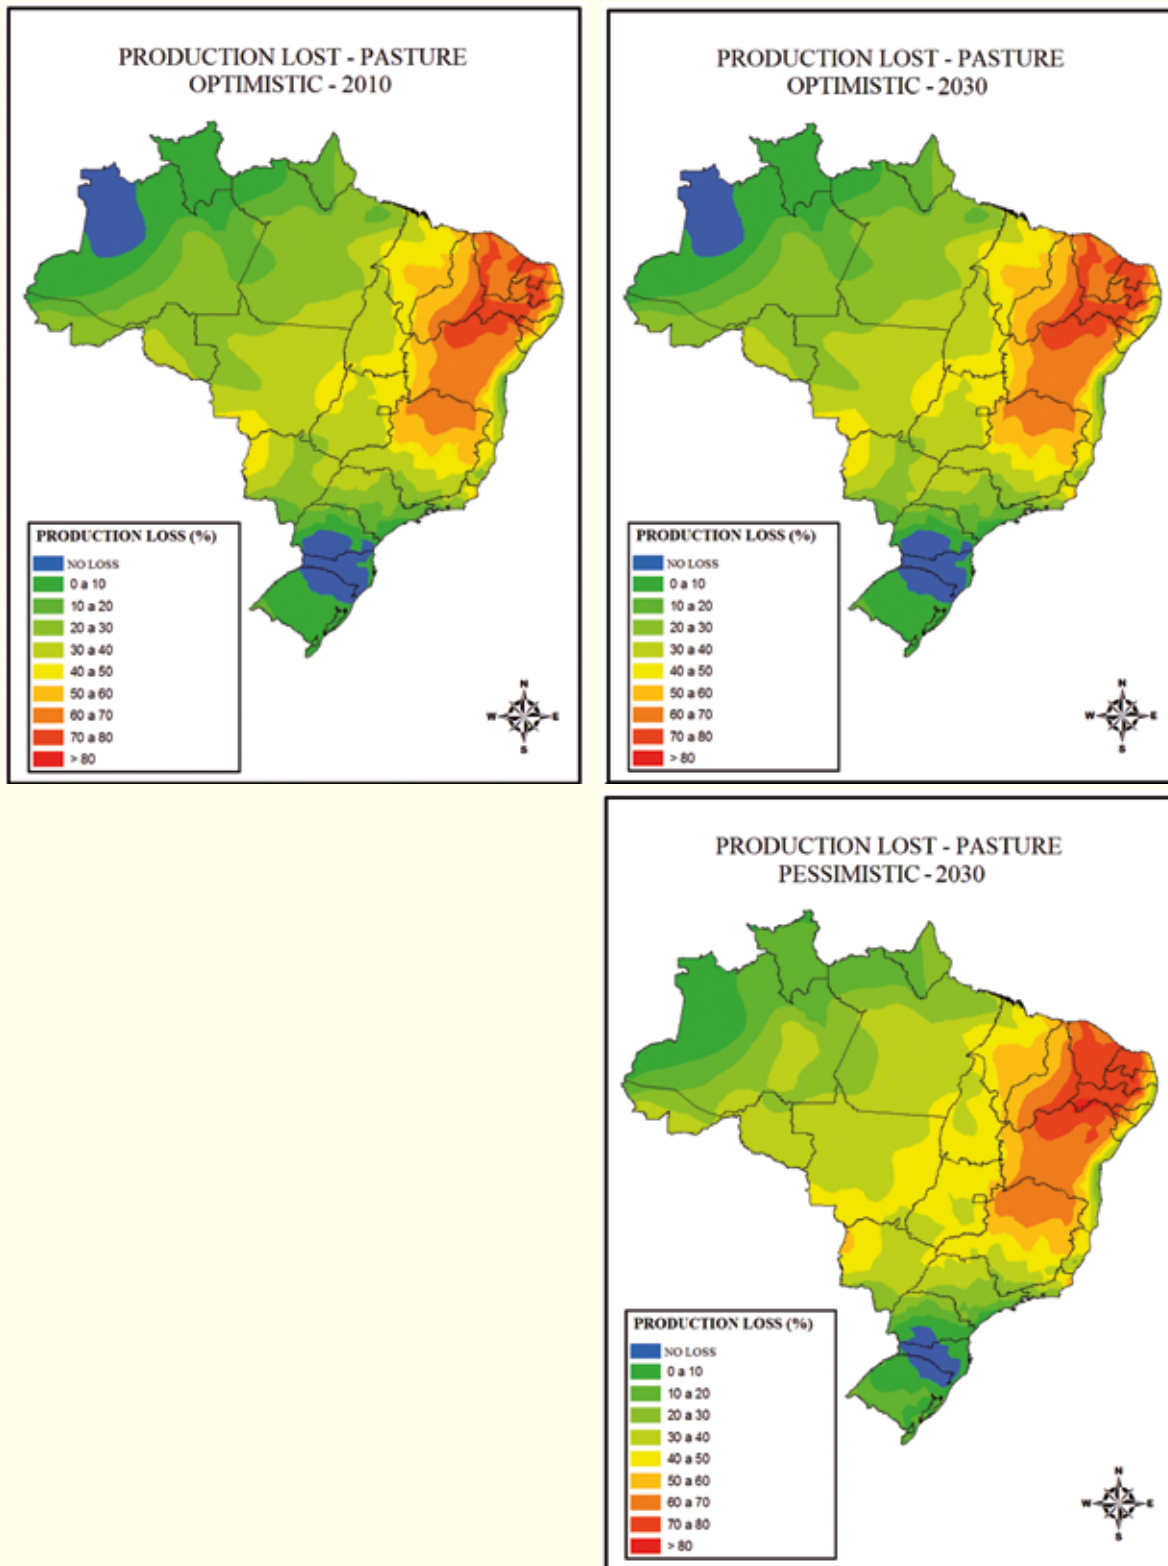 PRODUCTION LOST - PASTURE
OPTIMISTIC - 2010
PRODUCTION LOSS (%)
NO LOSS
0 a 10
10 a 20
20 a 30
30 a 40
40 a 50
50 a 60
60 a 70
70 a 80
> 80
N
W E
S
PRODUCTION LOST - PASTURE
OPTIMISTIC - 2030
PRODUCTION LOSS (%)
NO LOSS
0 a 10
10 a 20
20 a 30
30 a 40
40 a 50
50 a 60
60 a 70
70 a 80
> 80
N
W E
S
PRODUCTION LOST - PASTURE
PESSIMISTIC - 2030
PRODUCTION LOSS (%)
NO LOSS
0 a 10
10 a 20
20 a 30
30 a 40
40 a 50
50 a 60
60 a 70
70 a 80
> 80
N
W E
S